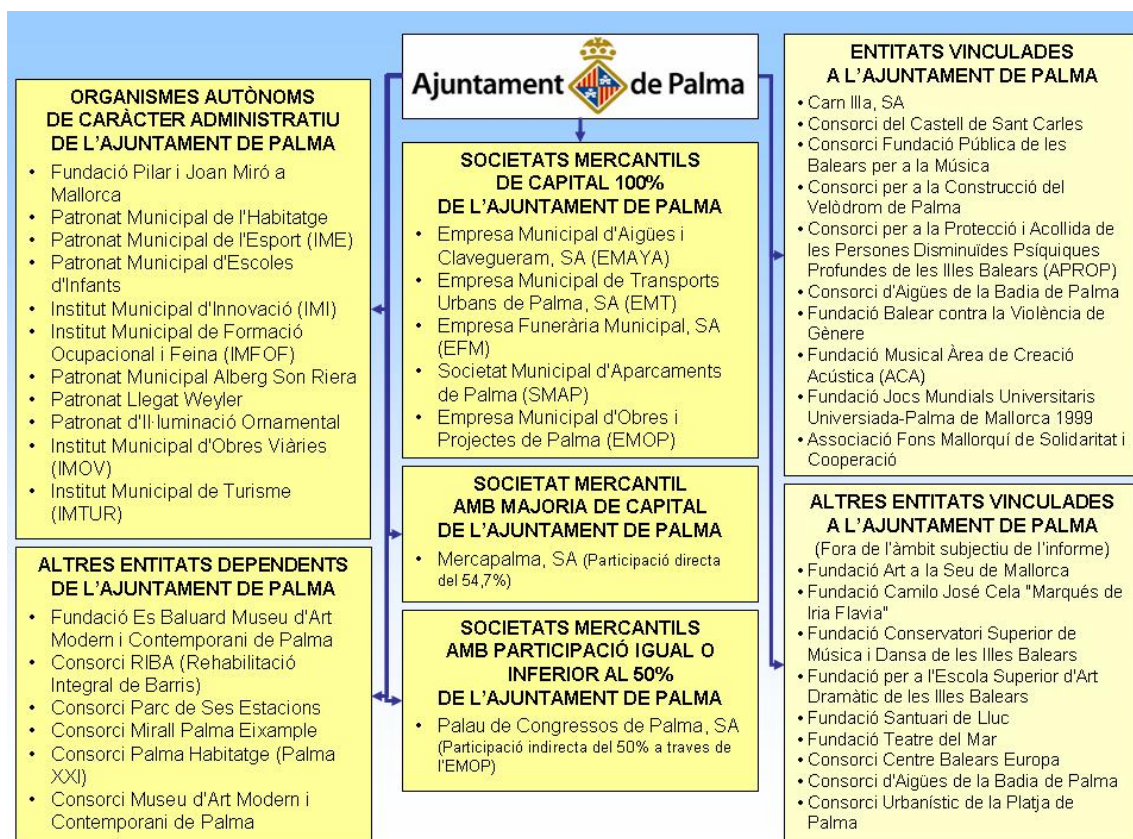 Ajuntament de Palma
ORGANISMES AUTÒNOMS
DE CARÀCTER ADMINISTRATIU
DE L'AJUNTAMENT DE PALMA
• Fundació Pilar i Joan Miró a
Mallorca
• Patronat Municipal de l'Habitatge
• Patronat Municipal de l'Esport (IME)
• Patronat Municipal d'Escoles
d'Infants
• Institut Municipal d'Innovació (IMI)
• Institut Municipal de Formació
Ocupacional i Feina (IMFOF)
• Patronat Municipal Alberg Son Riera
• Patronat Llegat Weyler
• Patronat d'Il·luminació Ornamental
• Institut Municipal d'Obres Viàries
(IMOV)
• Institut Municipal de Turisme
(IMTUR)
ALTRES ENTITATS DEPENDENTS
DE L'AJUNTAMENT DE PALMA
• Fundació Es Baluard Museu d'Art
Modern i Contemporani de Palma
• Consorci RIBA (Rehabilitació
Integral de Barris)
• Consorci Parc de Ses Estacions
• Consorci Mirall Palma Eixample
• Consorci Palma Habitatge (Palma
XXI)
• Consorci Museu d'Art Modern i
Contemporani de Palma
SOCIETATS MERCANTILS
DE CAPITAL 100%
DE L'AJUNTAMENT DE PALMA
• Empresa Municipal d'Aigües i
Clavegueram, SA (EMAYA)
• Empresa Municipal de Transports
Urbans de Palma, SA (EMT)
• Empresa Funerària Municipal, SA
(EFM)
• Societat Municipal d'Aparcaments
de Palma (SMAP)
• Empresa Municipal d'Obres i
Projectes de Palma (EMOP)
SOCIETAT MERCANTIL
AMB MAJORIA DE CAPITAL
DE L'AJUNTAMENT DE PALMA
• Mercapalma, SA (Participació directa
del 54,7%)
SOCIETATS MERCANTILS
AMB PARTICIPACIÓ IGUAL O
INFERIOR AL 50%
DE L'AJUNTAMENT DE PALMA
• Palau de Congressos de Palma, SA
(Participació indirecta del 50% a traves de
l'EMOP)
ENTITATS VINCULADES
A L'AJUNTAMENT DE PALMA
• Carn Illa, SA
• Consorci del Castell de Sant Carles
• Consorci Fundació Pública de les
Balears per a la Música
• Consorci per a la Construcció del
Velòdrom de Palma
• Consorci per a la Protecció i Acollida de
les Persones Disminuïdes Psíquiques
Profundes de les Illes Balears (APROP)
• Consorci d'Aigües de la Badia de Palma
• Fundació Balear contra la Violència de
Gènere
• Fundació Musical Àrea de Creació
Acústica (ACA)
• Fundació Jocs Mundials Universitaris
Universiada-Palma de Mallorca 1999
• Associació Fons Mallorquí de Solidaritat i
Cooperació
ALTRES ENTITATS VINCULADES
A L'AJUNTAMENT DE PALMA
(Fora de l'àmbit subjectiu de l'informe)
• Fundació Art a la Seu de Mallorca
• Fundació Camilo José Cela "Marqués de
Iria Flavia"
• Fundació Conservatori Superior de
Música i Dansa de les Illes Balears
• Fundació per a l'Escola Superior d'Art
Dramàtic de les Illes Balears
• Fundació Santuari de Lluc
• Fundació Teatre del Mar
• Consorci Centre Balears Europa
• Consorci d'Aigües de la Badia de Palma
• Consorci Urbanístic de la Platja de
Palma